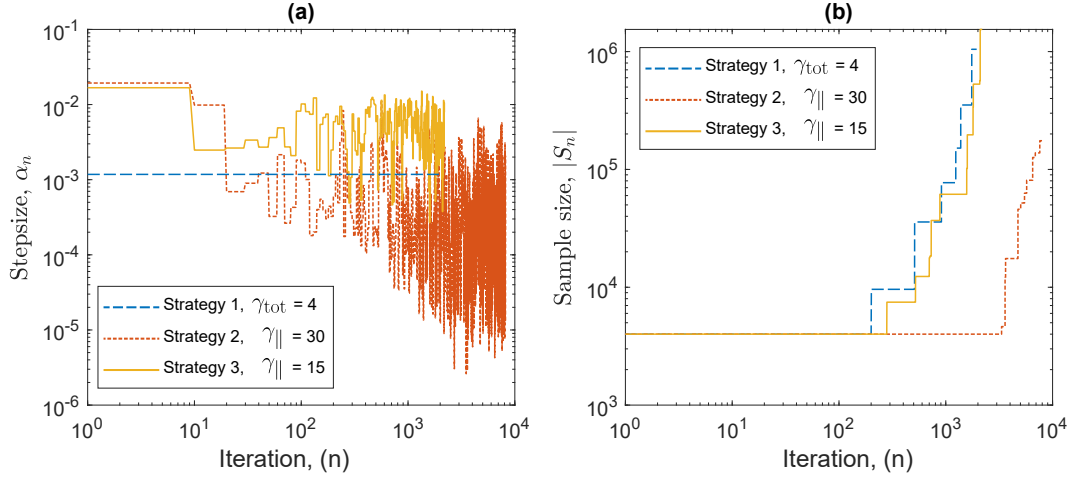 (a)
10^{-1}
10^{-2}
10^{-3}
10^{-4}
10^{-5}
10^{-6}
Stepsize, α_n
Strategy 1, γ_tot = 4
Strategy 2, γ_∥ = 30
Strategy 3, γ_∥ = 15
10^0 10^1 10^2 10^3 10^4
Iteration, (n)
(b)
10^6
10^5
10^4
10^3
Sample size, |S_n|
Strategy 1, γ_tot = 4
Strategy 2, γ_∥ = 30
Strategy 3, γ_∥ = 15
10^0 10^1 10^2 10^3 10^4
Iteration, (n)